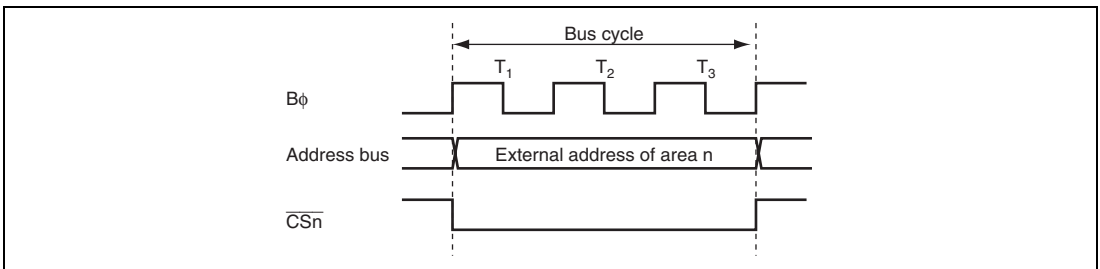 Bus cycle
T1 T2 T3
Bφ
Address bus External address of area n
CSn